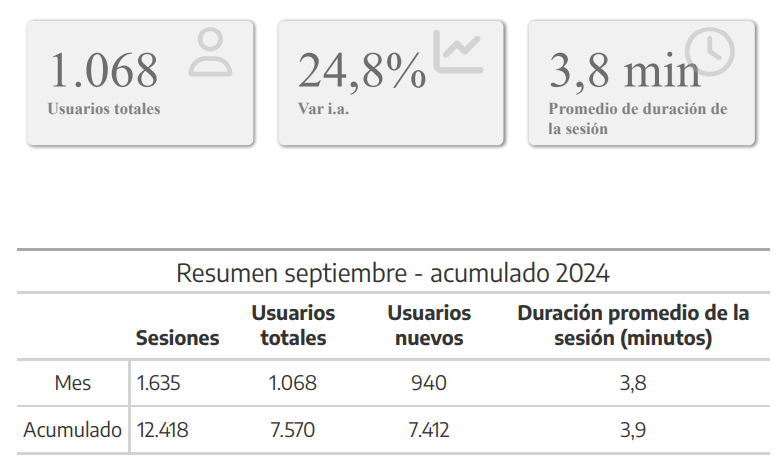 1.068
Usuarios totales
24,8%
Var i.a.
3,8 min
Promedio de duración de
la sesión
Resumen septiembre - acumulado 2024
Sesiones Usuarios totales Usuarios nuevos Duración promedio de la sesión (minutos)
Mes 1.635 1.068 940 3,8
Acumulado 12.418 7.570 7.412 3,9